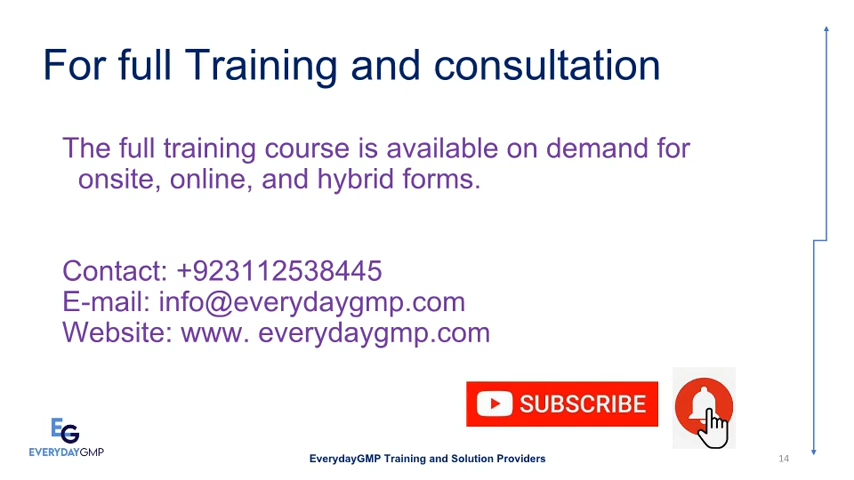 For full Training and consultation
The full training course is available on demand for
onsite, online, and hybrid forms.
Contact: +923112538445
E-mail: info@everydaygmp.com
Website: www. everydaygmp.com
SUBSCRIBE
EG
EVERYDAYGMP
EverydayGMP Training and Solution Providers
14